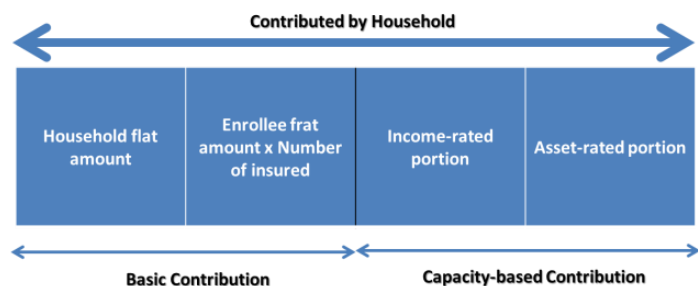 Contributed by Household
Household flat
amount
Enrollee frat
amount x Number
of insured
Income-rated
portion
Asset-rated portion
Basic Contribution
Capacity-based Contribution